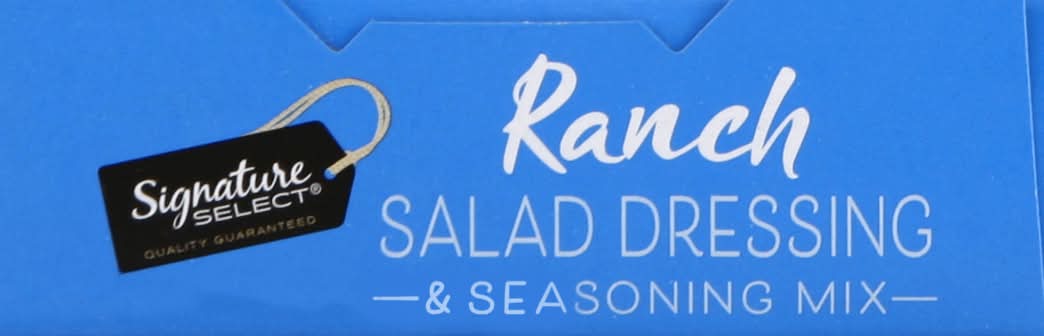 Signature
SELECT®
QUALITY GUARANTEED
Ranch
SALAD DRESSING
—& SEASONING MIX—